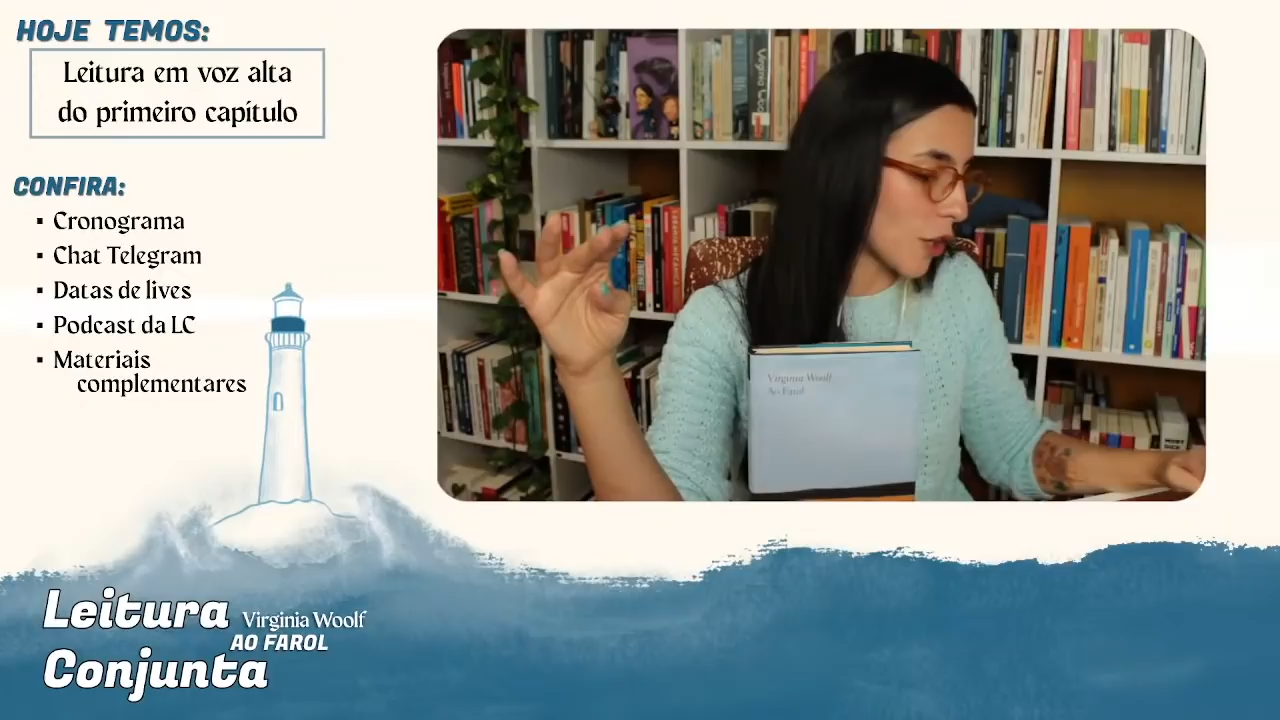 HOJE TEMOS:
Leitura em voz alta
do primeiro capítulo
CONFIRA:
▪ Cronograma
▪ Chat Telegram
▪ Datas de lives
▪ Podcast da LC
▪ Materiais
complementares
Virginia Woolf
Ao Farol
Leitura
Virginia Woolf
AO FAROL
Conjunta